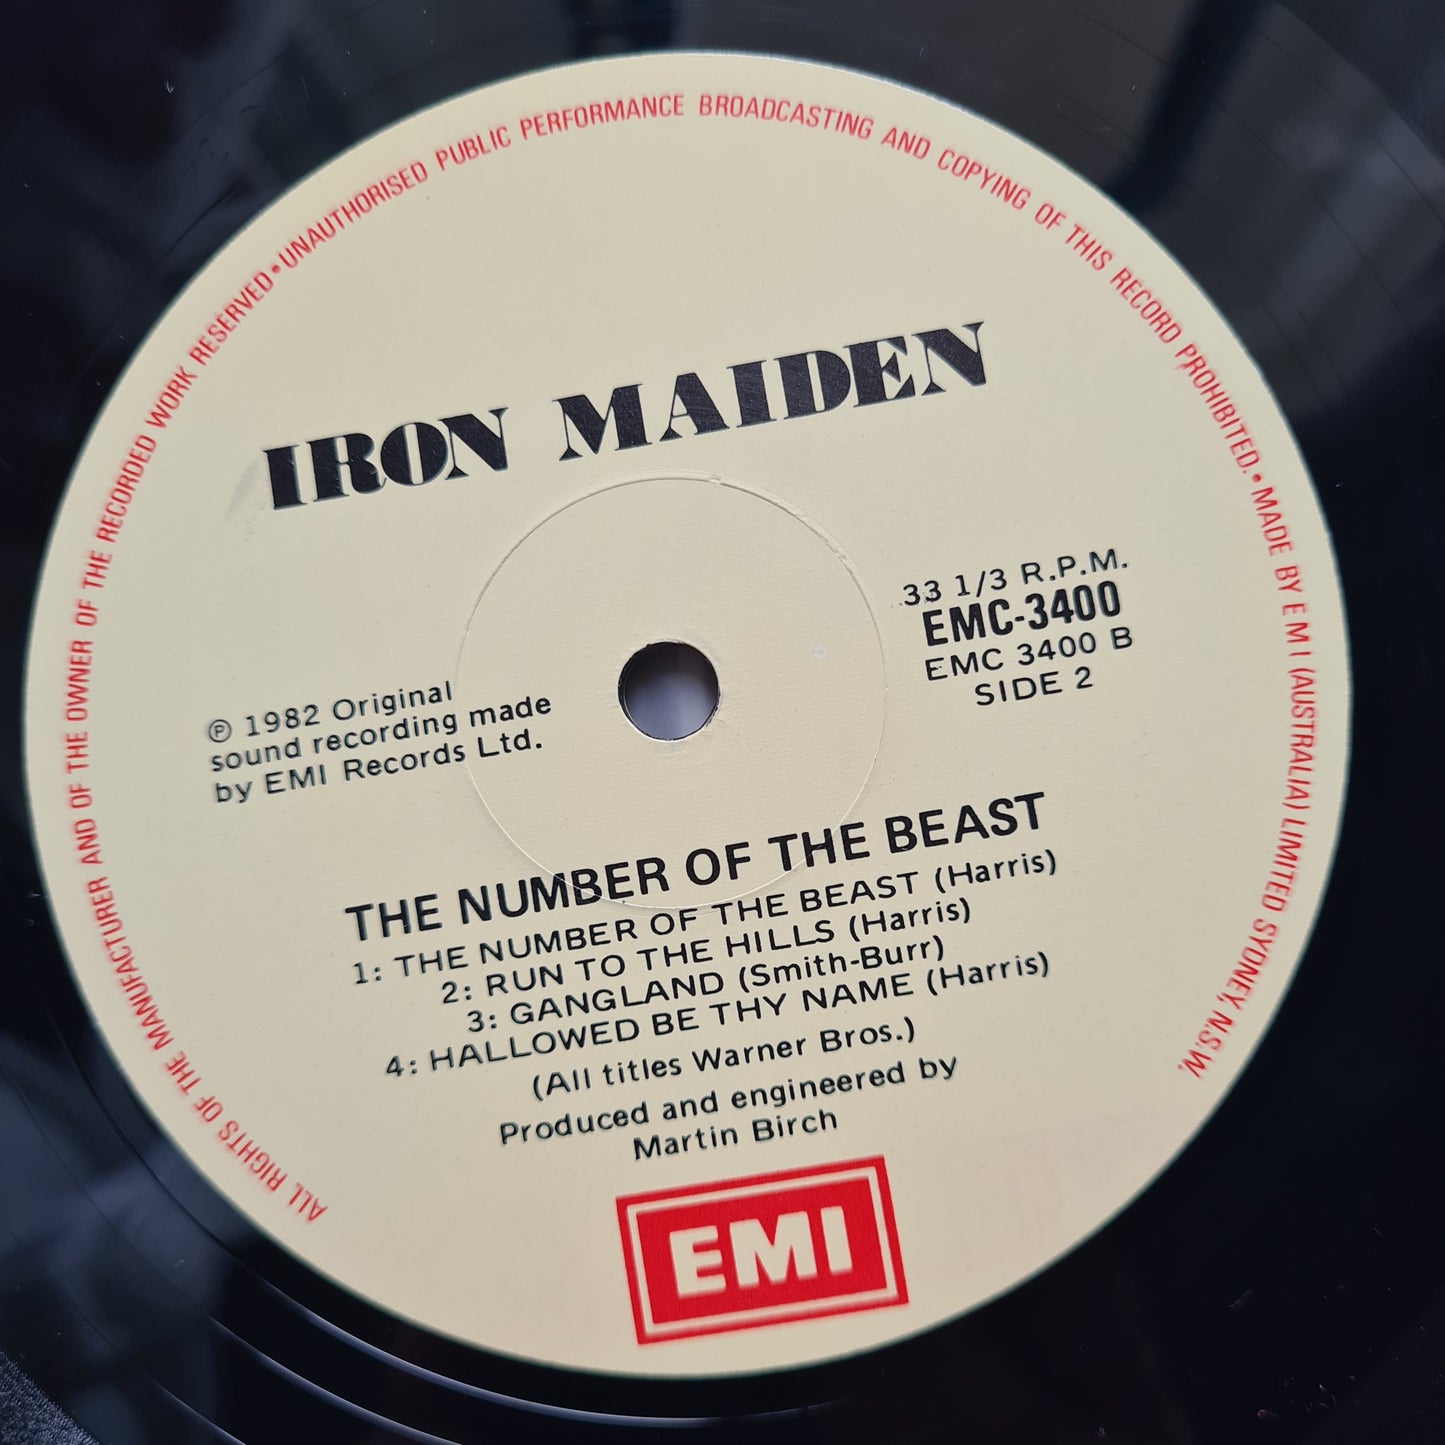 ALL RIGHTS OF THE MANUFACTURER AND OF THE OWNER OF THE RECORDED WORK RESERVED • UNAUTHORISED PUBLIC PERFORMANCE BROADCASTING AND COPYING OF THIS RECORD PROHIBITED. • MADE BY E M I (AUSTRALIA) LIMITED SYDNEY, N.S.W.
IRON MAIDEN
33 1/3 R.P.M.
EMC-3400
EMC 3400 B
SIDE 2
℗ 1982 Original
sound recording made
by EMI Records Ltd.
THE NUMBER OF THE BEAST
1: THE NUMBER OF THE BEAST (Harris)
2: RUN TO THE HILLS (Harris)
3: GANGLAND (Smith-Burr)
4: HALLOWED BE THY NAME (Harris)
(All titles Warner Bros.)
Produced and engineered by
Martin Birch
EMI